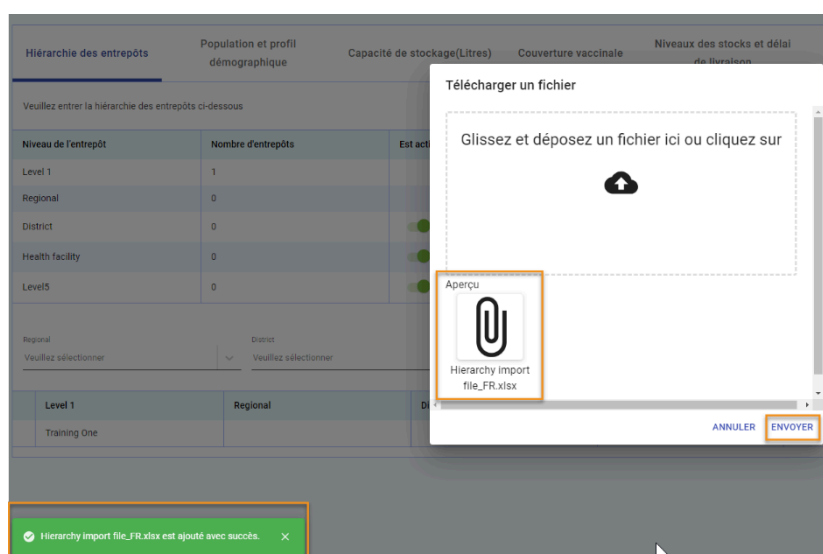 Hiérarchie des entrepôts
Population et profil
démographique
Capacité de stockage(Litres)
Couverture vaccinale
Niveaux des stocks et délai
de livraison
Veuillez entrer la hiérarchie des entrepôts ci-dessous
Niveau de l'entrepôt Nombre d'entrepôts Est acti
Level 1 1
Regional 0
District 0
Health facility 0
Level5 0
Regional District
Veuillez sélectionner Veuillez sélectionner
Level 1 Regional Di
Training One
Télécharger un fichier
Glissez et déposez un fichier ici ou cliquez sur
Aperçu
Hierarchy import
file_FR.xlsx
ANNULER ENVOYER
Hierarchy import file_FR.xlsx est ajouté avec succès.